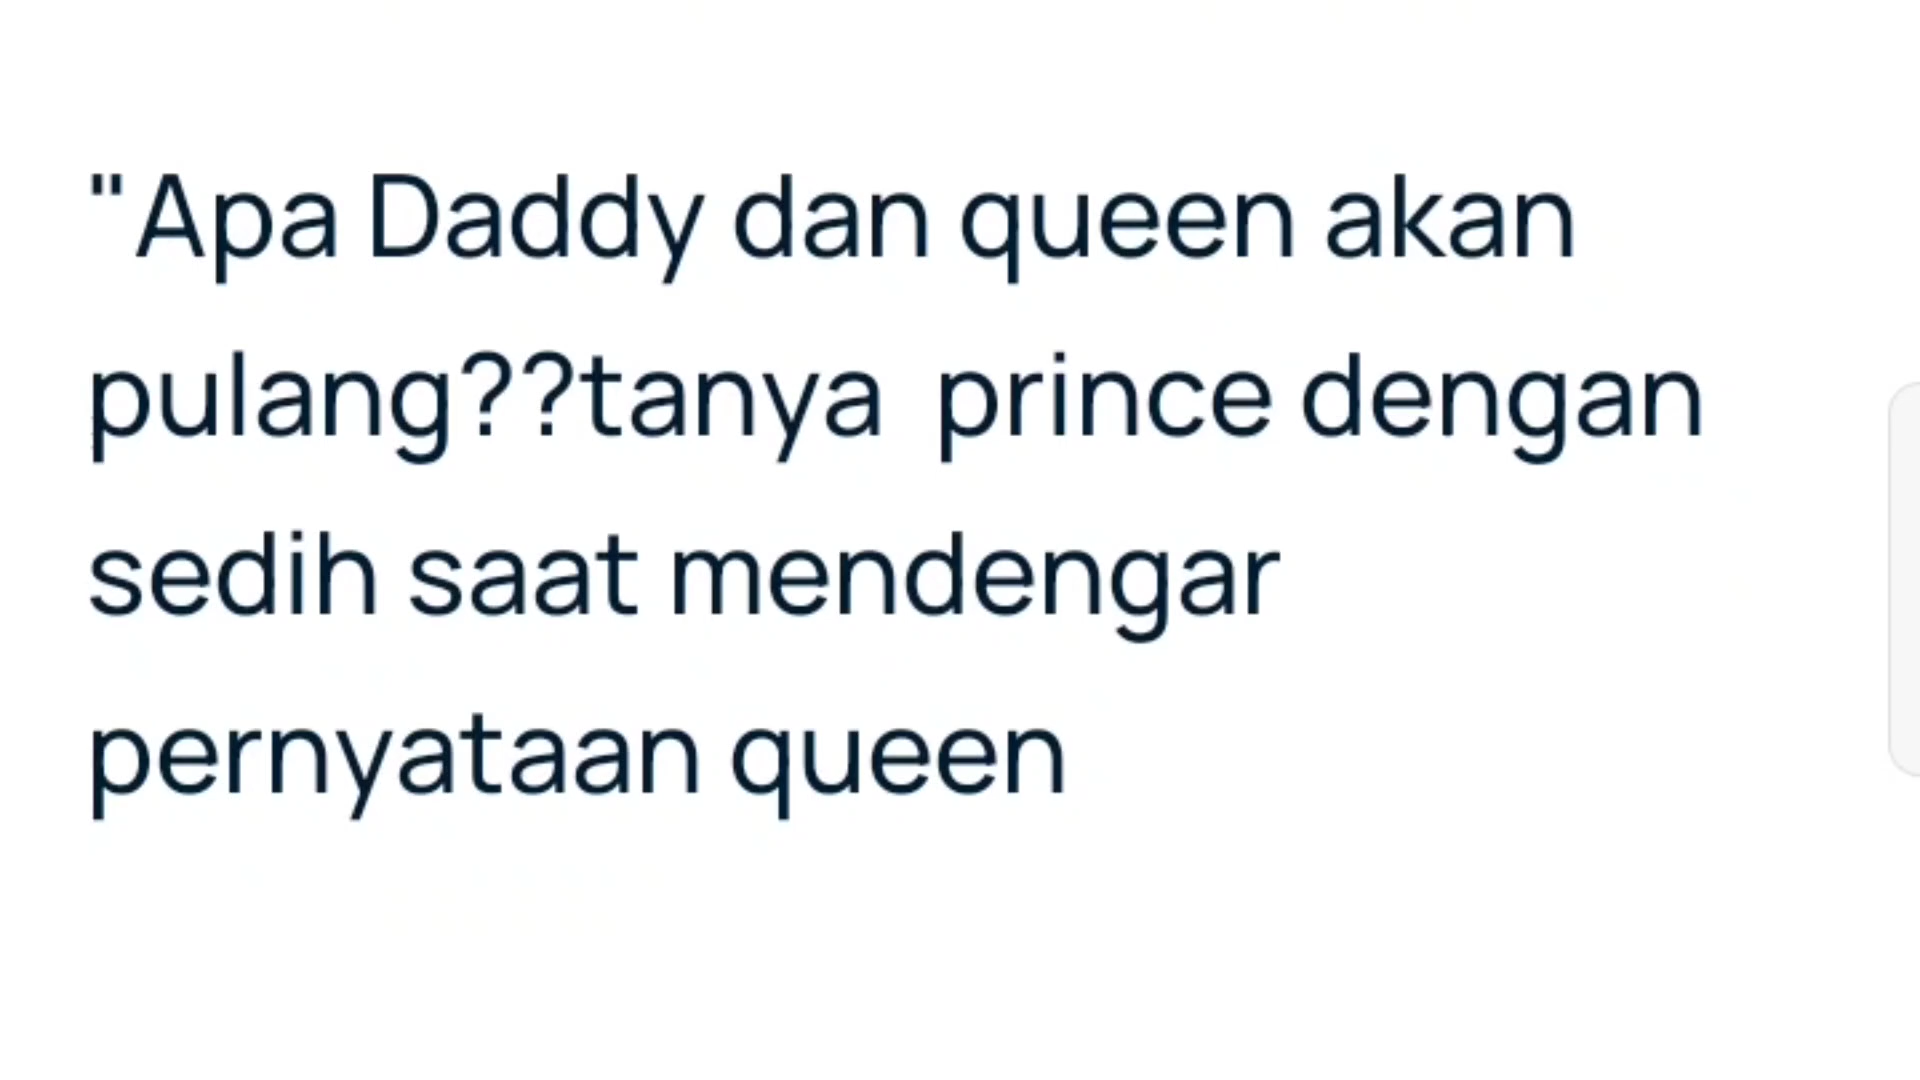 "Apa Daddy dan queen akan
pulang??tanya  prince dengan
sedih saat mendengar
pernyataan queen